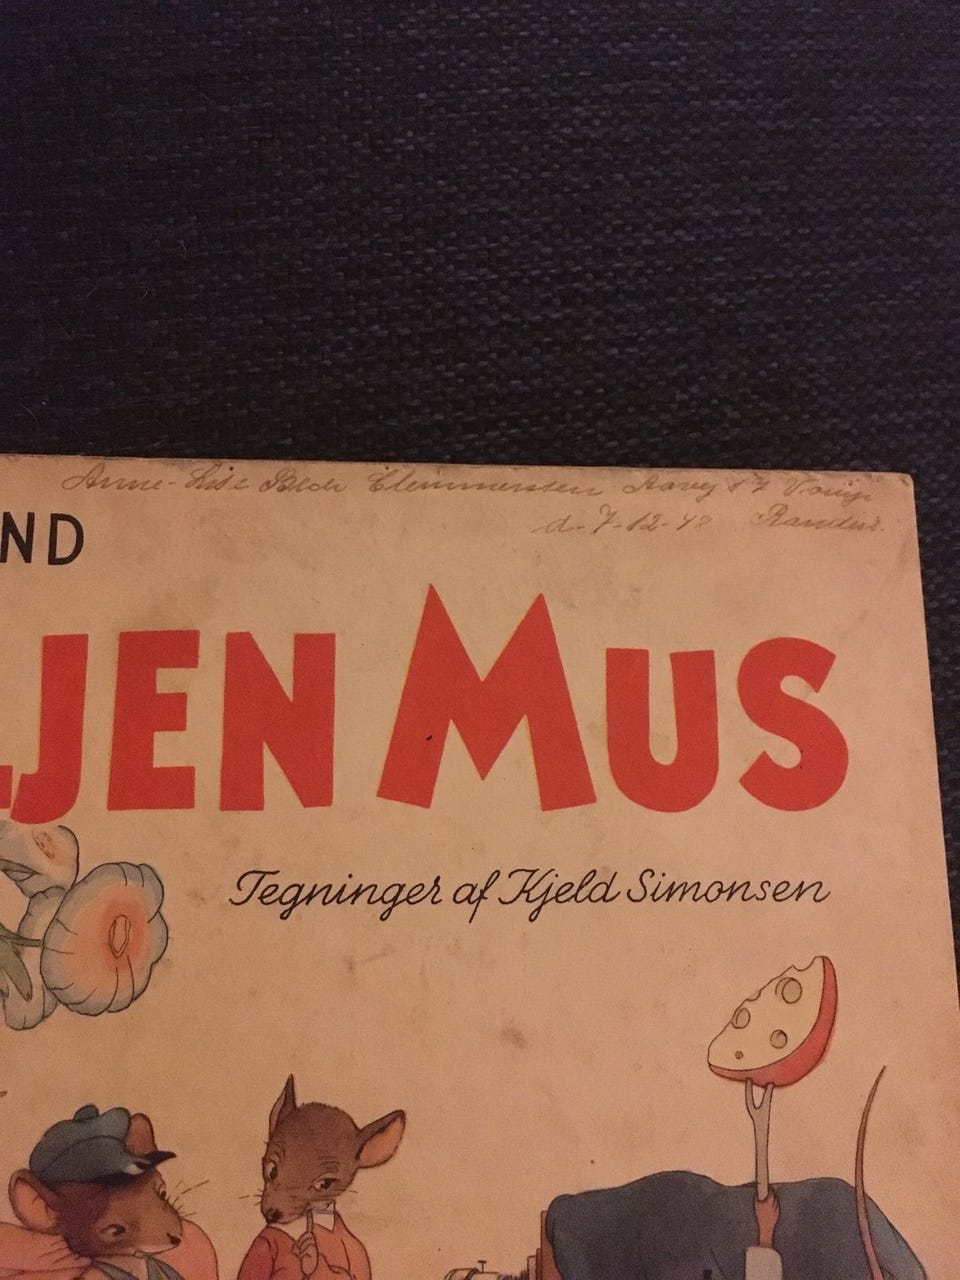 Anne-Lise Clemmensen
d. 7-12-48 Randers.
ND
LJEN MUS
Tegninger af Kjeld Simonsen